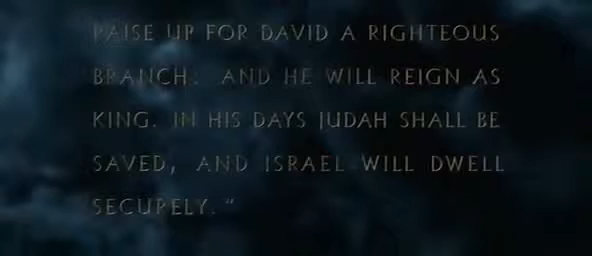 RAISE UP FOR DAVID A RIGHTEOUS
BRANCH. AND HE WILL REIGN AS
KING. IN HIS DAYS JUDAH SHALL BE
SAVED, AND ISRAEL WILL DWELL
SECURELY."